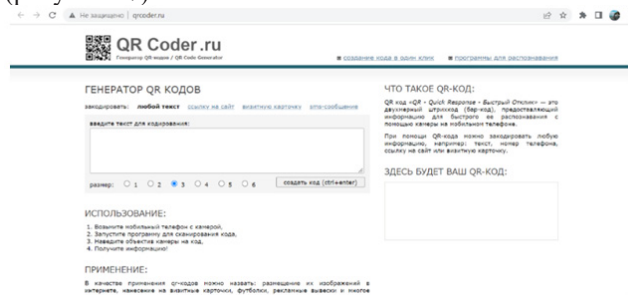 Не защищено | qrcoder.ru
QR Coder.ru
Генератор QR кодов / QR Code Generator
создание кода в один клик программы для распознавания
ГЕНЕРАТОР QR КОДОВ
закодировать: любой текст ссылку на сайт визитную карточку sms-сообщение
введите текст для кодирования:
размер: 1 2 3 4 5 6 создать код (ctrl+enter)
ИСПОЛЬЗОВАНИЕ:
1. Возьмите мобильный телефон с камерой,
2. Запустите программу для сканирования кода,
3. Наведите объектив камеры на код,
4. Получите информацию!
ПРИМЕНЕНИЕ:
В качестве применения qr-кодов можно назвать: размещение их изображений в
интернете, нанесение на визитные карточки, футболки, рекламные вывески и многое
ЧТО ТАКОЕ QR-КОД:
QR код «QR - Quick Response - Быстрый Отклик» — это
двухмерный штрихкод (бар-код), предоставляющий
информацию для быстрого ее распознавания с
помощью камеры на мобильном телефоне.
При помощи QR-кода можно закодировать любую
информацию, например: текст, номер телефона,
ссылку на сайт или визитную карточку.
ЗДЕСЬ БУДЕТ ВАШ QR-КОД: